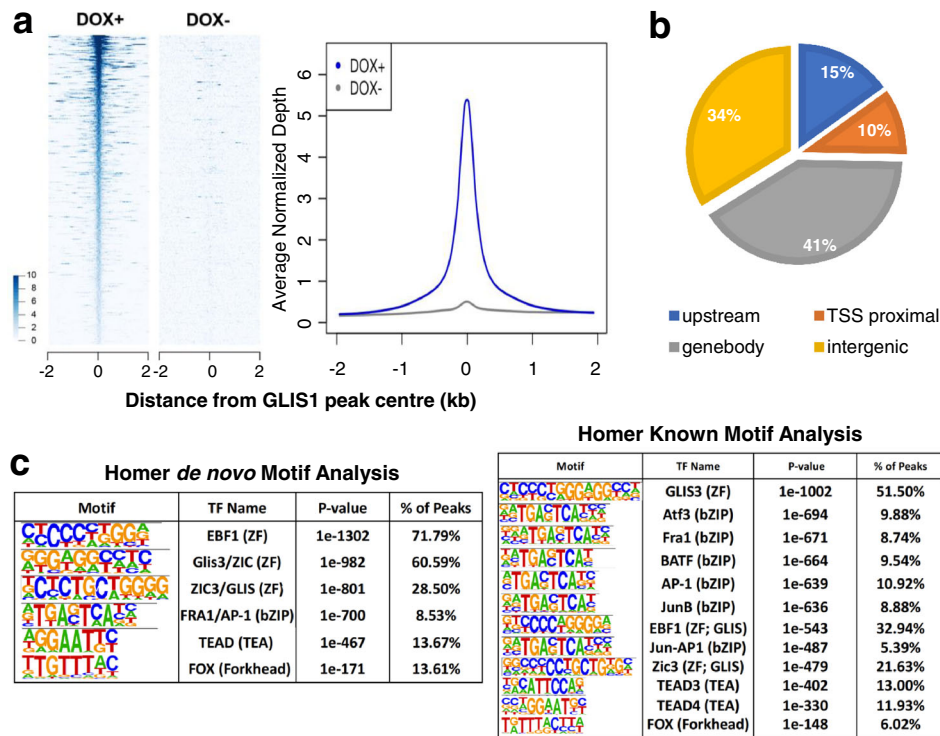 a
DOX+ DOX-
10
8
6
4
2
0
-2 0 2 -2 0 2
DOX+
DOX-
Average Normalized Depth
6
5
4
3
2
1
0
-2 -1 0 1 2
Distance from GLIS1 peak centre (kb)
b
15%
10%
41%
34%
upstream TSS proximal
genebody intergenic
c
Homer de novo Motif Analysis
Motif TF Name P-value % of Peaks
EBF1 (ZF) 1e-1302 71.79%
Glis3/ZIC (ZF) 1e-982 60.59%
ZIC3/GLIS (ZF) 1e-801 28.50%
FRA1/AP-1 (bZIP) 1e-700 8.53%
TEAD (TEA) 1e-467 13.67%
FOX (Forkhead) 1e-171 13.61%
Homer Known Motif Analysis
Motif TF Name P-value % of Peaks
GLIS3 (ZF) 1e-1002 51.50%
Atf3 (bZIP) 1e-694 9.88%
Fra1 (bZIP) 1e-671 8.74%
BATF (bZIP) 1e-664 9.54%
AP-1 (bZIP) 1e-639 10.92%
JunB (bZIP) 1e-636 8.88%
EBF1 (ZF; GLIS) 1e-543 32.94%
Jun-AP1 (bZIP) 1e-487 5.39%
Zic3 (ZF; GLIS) 1e-479 21.63%
TEAD3 (TEA) 1e-402 13.00%
TEAD4 (TEA) 1e-330 11.93%
FOX (Forkhead) 1e-148 6.02%